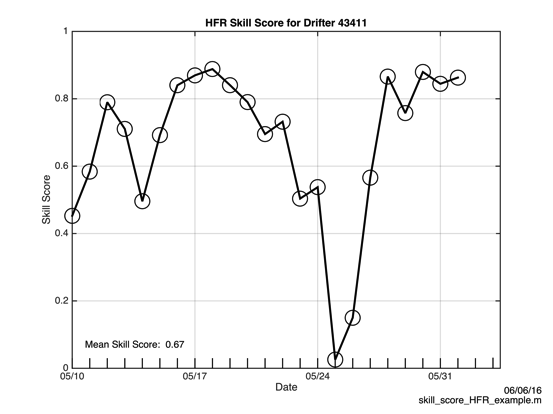 HFR Skill Score for Drifter 43411
1
0.8
0.6
0.4
0.2
0
Skill Score
Mean Skill Score: 0.67
05/10 05/17 05/24 05/31
Date
06/06/16
skill_score_HFR_example.m